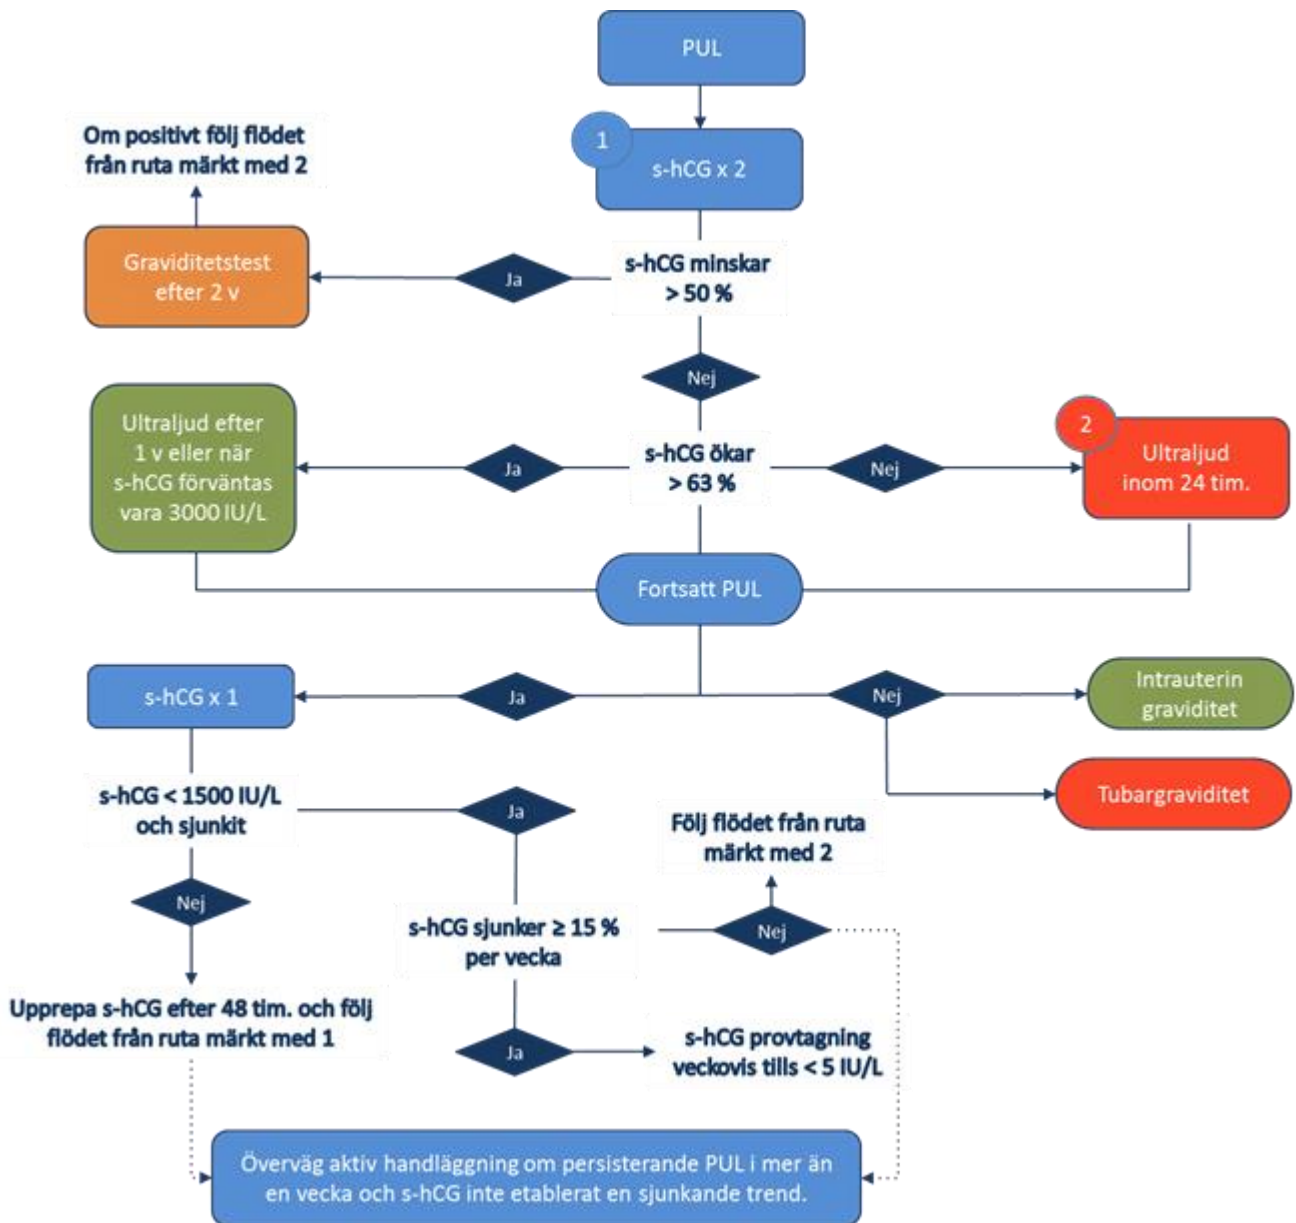 PUL
1
s-hCG x 2
Om positivt följ flödet
från ruta märkt med 2
Graviditetstest
efter 2 v
Ja
s-hCG minskar
> 50 %
Nej
Ultraljud efter
1 v eller när
s-hCG förväntas
vara 3000 IU/L
Ja
s-hCG ökar
> 63 %
Nej
2
Ultraljud
inom 24 tim.
Fortsatt PUL
s-hCG x 1
Ja
Nej
Intrauterin
graviditet
Tubargraviditet
s-hCG < 1500 IU/L
och sjunkit
Ja
Följ flödet från ruta
märkt med 2
Nej
s-hCG sjunker ≥ 15 %
per vecka
Nej
Upprepa s-hCG efter 48 tim. och följ
flödet från ruta märkt med 1
Ja
s-hCG provtagning
veckovis tills < 5 IU/L
Överväg aktiv handläggning om persisterande PUL i mer än
en vecka och s-hCG inte etablerat en sjunkande trend.